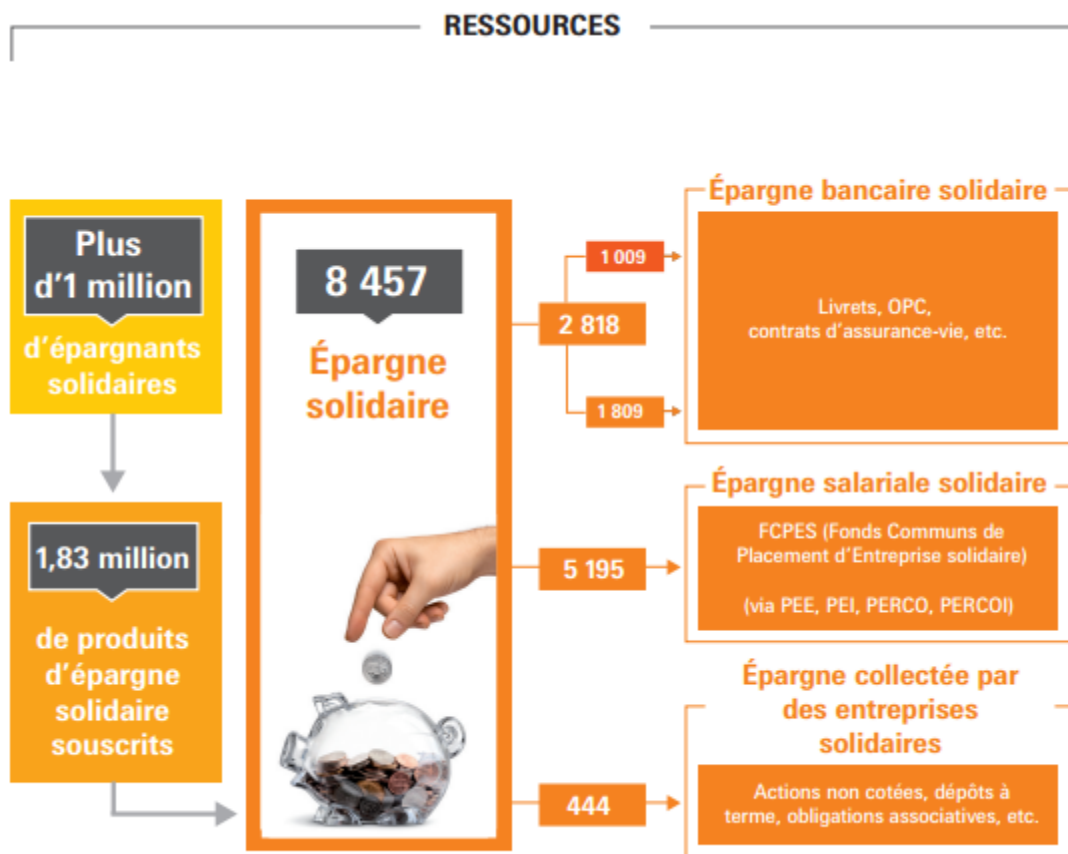 RESSOURCES
Plus
d'1 million
d'épargnants
solidaires
1,83 million
de produits
d'épargne
solidaire
souscrits
8 457
Épargne
solidaire
2 818
1 009
1 809
Épargne bancaire solidaire
Livrets, OPC,
contrats d'assurance-vie, etc.
5 195
Épargne salariale solidaire
FCPES (Fonds Communs de
Placement d'Entreprise solidaire)
(via PEE, PEI, PERCO, PERCOI)
444
Épargne collectée par
des entreprises
solidaires
Actions non cotées, dépôts à
terme, obligations associatives, etc.